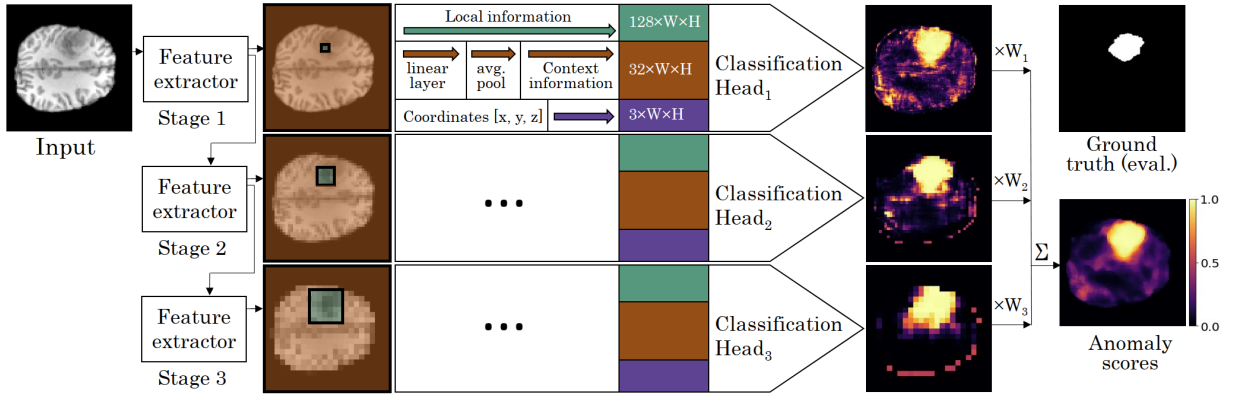 Input
Feature
extractor
Stage 1
Local information
128×W×H
linear
layer
avg.
pool
Context
information
32×W×H
Coordinates [x, y, z]
3×W×H
Classification
Head₁
×W₁
Ground
truth (eval.)
Feature
extractor
Stage 2
...
Classification
Head₂
×W₂
Σ
1.0
0.5
0.0
Feature
extractor
Stage 3
...
Classification
Head₃
×W₃
Anomaly
scores